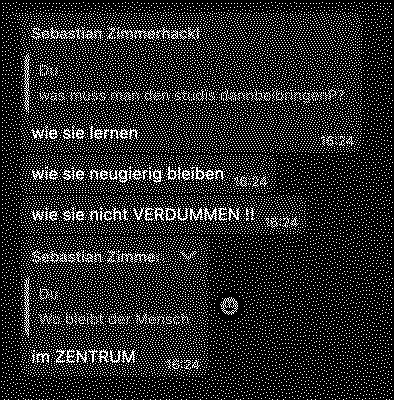 Sebastian Zimmerhackl
Du
was muss man den studis dannbeibringen???
wie sie lernen
16:24
wie sie neugierig bleiben 16:24
wie sie nicht VERDUMMEN !! 16:24
Sebastian Zimmer
Du
Wo bleibt der Mensch
im ZENTRUM
16:24